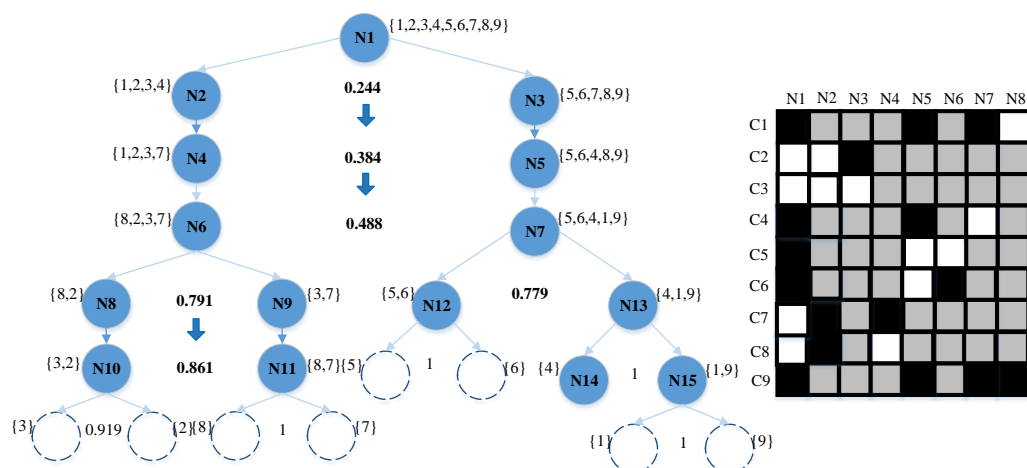 N1 {1,2,3,4,5,6,7,8,9}
{1,2,3,4} N2 0.244 N3 {5,6,7,8,9}
{1,2,3,7} N4 0.384 N5 {5,6,4,8,9}
{8,2,3,7} N6 0.488 N7 {5,6,4,1,9}
{8,2} N8 0.791 N9 {3,7} {5,6} N12 0.779 N13 {4,1,9}
{3,2} N10 0.861 N11 {8,7} {5} 1 {6} {4} N14 1 N15 {1,9}
{3} 0.919 {2} {8} 1 {7} {1} 1 {9}
N1 N2 N3 N4 N5 N6 N7 N8
C1
C2
C3
C4
C5
C6
C7
C8
C9